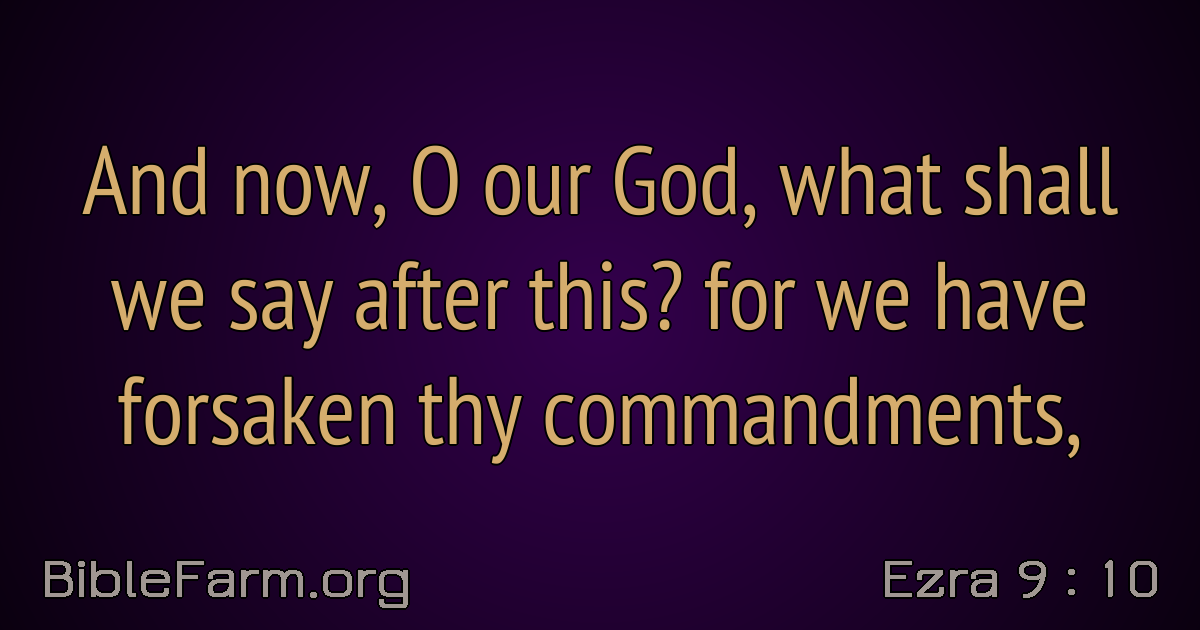 And now, O our God, what shall
we say after this? for we have
forsaken thy commandments,
BibleFarm.org
Ezra 9 : 10